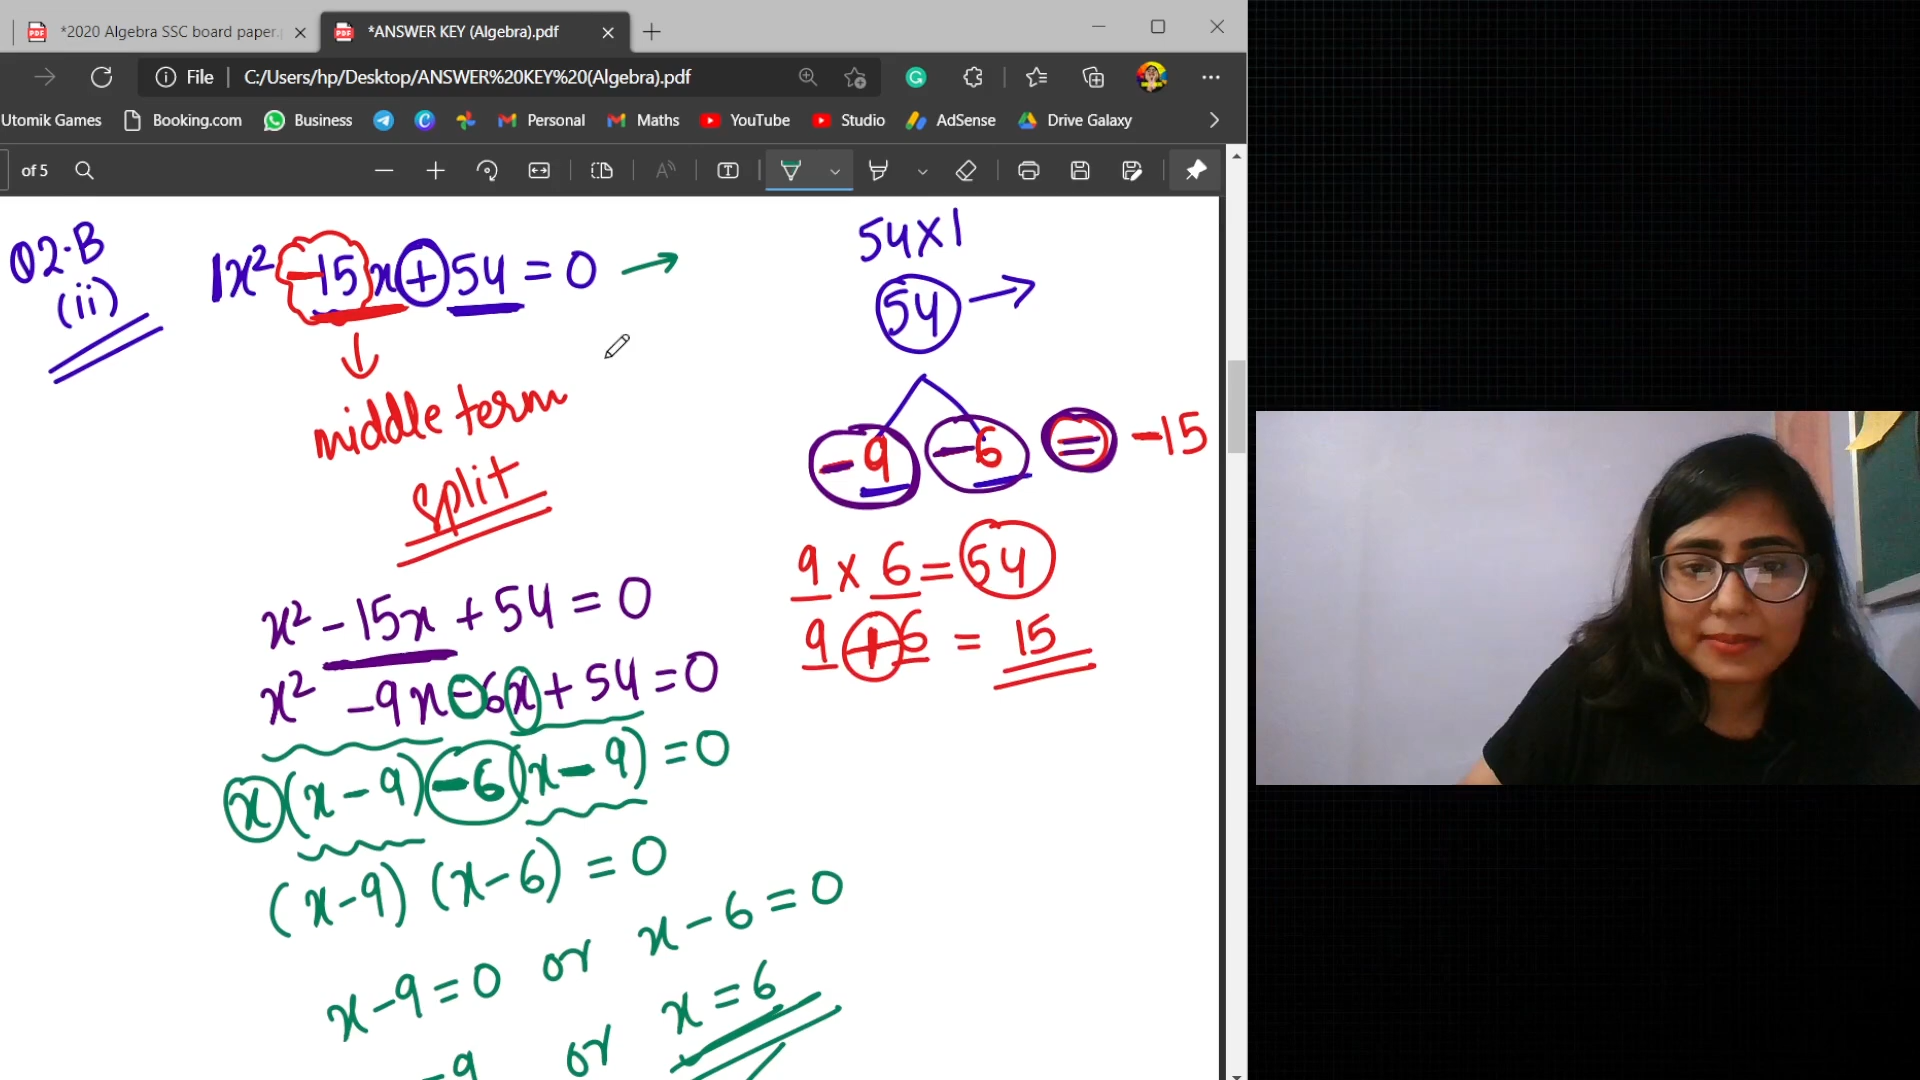 *2020 Algebra SSC board paper.
*ANSWER KEY (Algebra).pdf
File C:/Users/hp/Desktop/ANSWER%20KEY%20(Algebra).pdf
Utomik Games Booking.com Business Personal Maths YouTube Studio AdSense Drive Galaxy
of 5
Q2.B
(ii)
1x² -15x + 54 = 0 →
middle term
split
x² - 15x + 54 = 0
x² - 9x - 6x + 54 = 0
x(x - 9) - 6(x - 9) = 0
(x - 9) (x - 6) = 0
x - 9 = 0 or x - 6 = 0
9 or x = 6
54 x 1
54 →
-9 -6 = -15
9 x 6 = 54
9 + 6 = 15